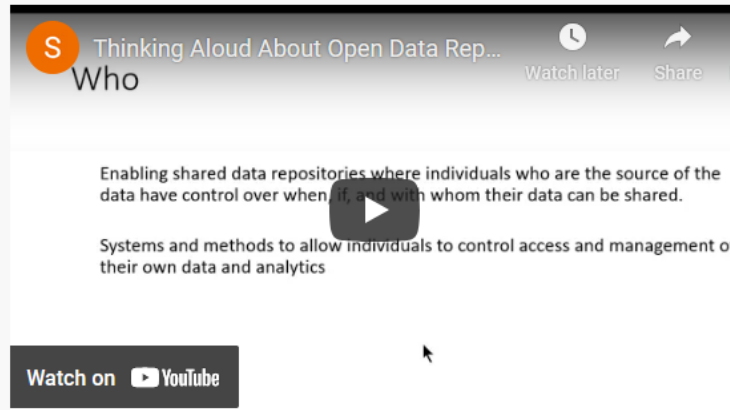 S
Thinking Aloud About Open Data Rep...
Watch later
Share
Who
Enabling shared data repositories where individuals who are the source of the
data have control over when, if, and with whom their data can be shared.
Systems and methods to allow individuals to control access and management o
their own data and analytics
Watch on YouTube